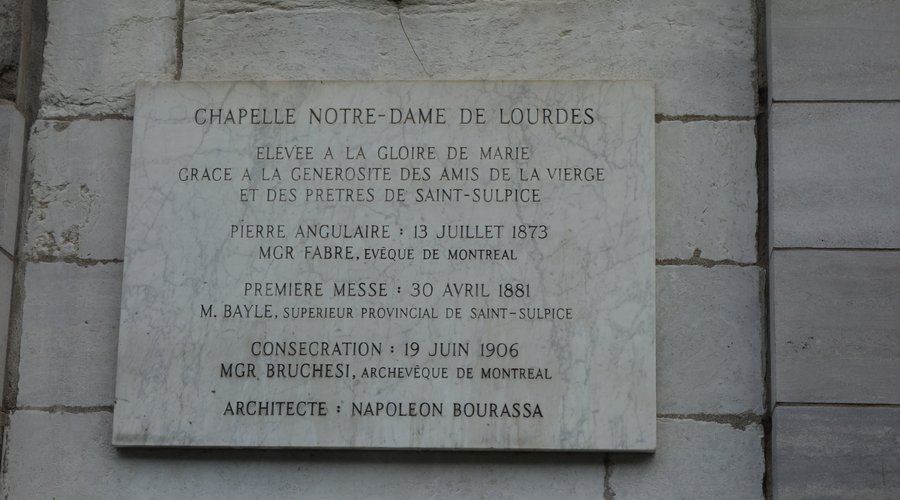 CHAPELLE NOTRE-DAME DE LOURDES
ELEVEE A LA GLOIRE DE MARIE
GRACE A LA GENEROSITE DES AMIS DE LA VIERGE
ET DES PRETRES DE SAINT-SULPICE
PIERRE ANGULAIRE : 13 JUILLET 1873
MGR FABRE, EVÊQUE DE MONTREAL
PREMIERE MESSE : 30 AVRIL 1881
M. BAYLE, SUPERIEUR PROVINCIAL DE SAINT-SULPICE
CONSECRATION : 19 JUIN 1906
MGR BRUCHESI, ARCHEVÊQUE DE MONTREAL
ARCHITECTE : NAPOLEON BOURASSA